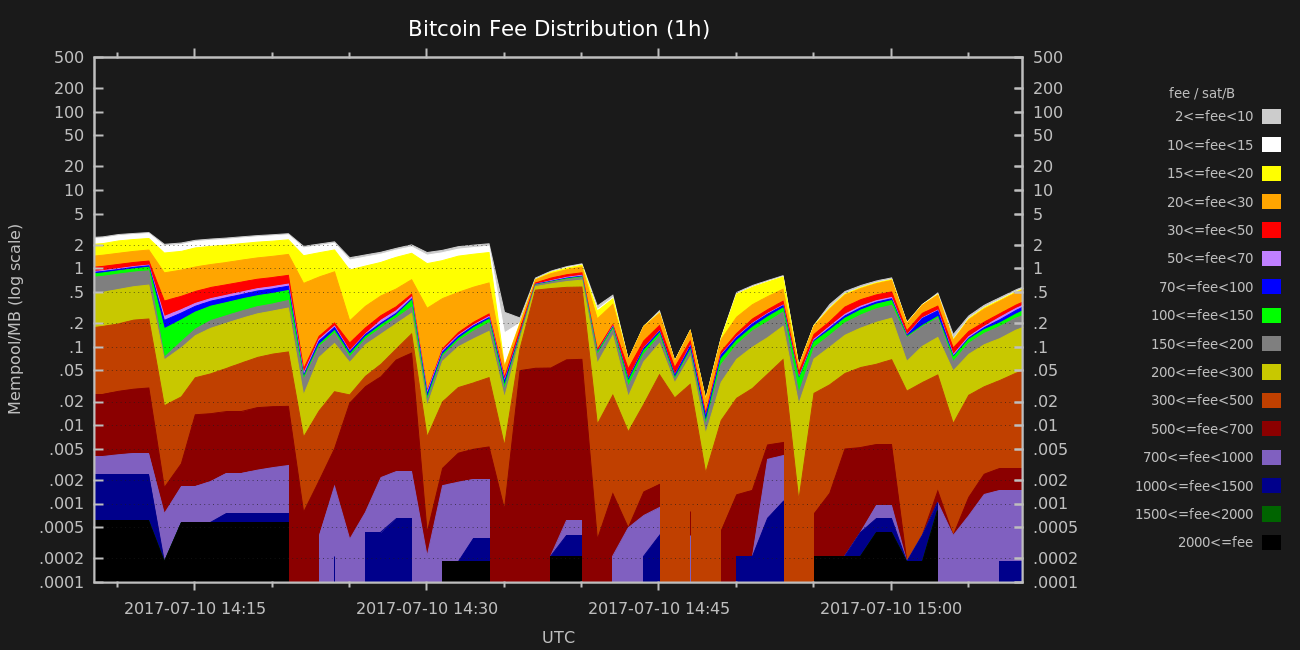 Bitcoin Fee Distribution (1h)
500 500
200 200
100 100
50 50
20 20
10 10
5 5
2 2
1 1
.5 .5
.2 .2
.1 .1
.05 .05
.02 .02
.01 .01
.005 .005
.002 .002
.001 .001
.0005 .0005
.0002 .0002
.0001 .0001
Mempool/MB (log scale)
2017-07-10 14:15 2017-07-10 14:30 2017-07-10 14:45 2017-07-10 15:00
UTC
fee / sat/B
2<=fee<10
10<=fee<15
15<=fee<20
20<=fee<30
30<=fee<50
50<=fee<70
70<=fee<100
100<=fee<150
150<=fee<200
200<=fee<300
300<=fee<500
500<=fee<700
700<=fee<1000
1000<=fee<1500
1500<=fee<2000
2000<=fee